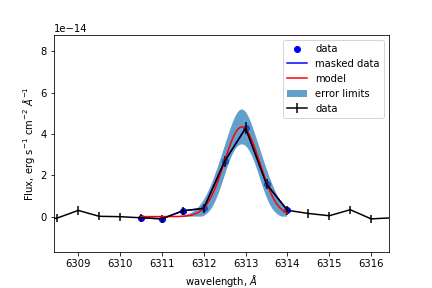 1e−14
data
masked data
model
error limits
data
8
6
4
2
0
Flux, erg s⁻¹ cm⁻² Å⁻¹
6309 6310 6311 6312 6313 6314 6315 6316
wavelength, Å